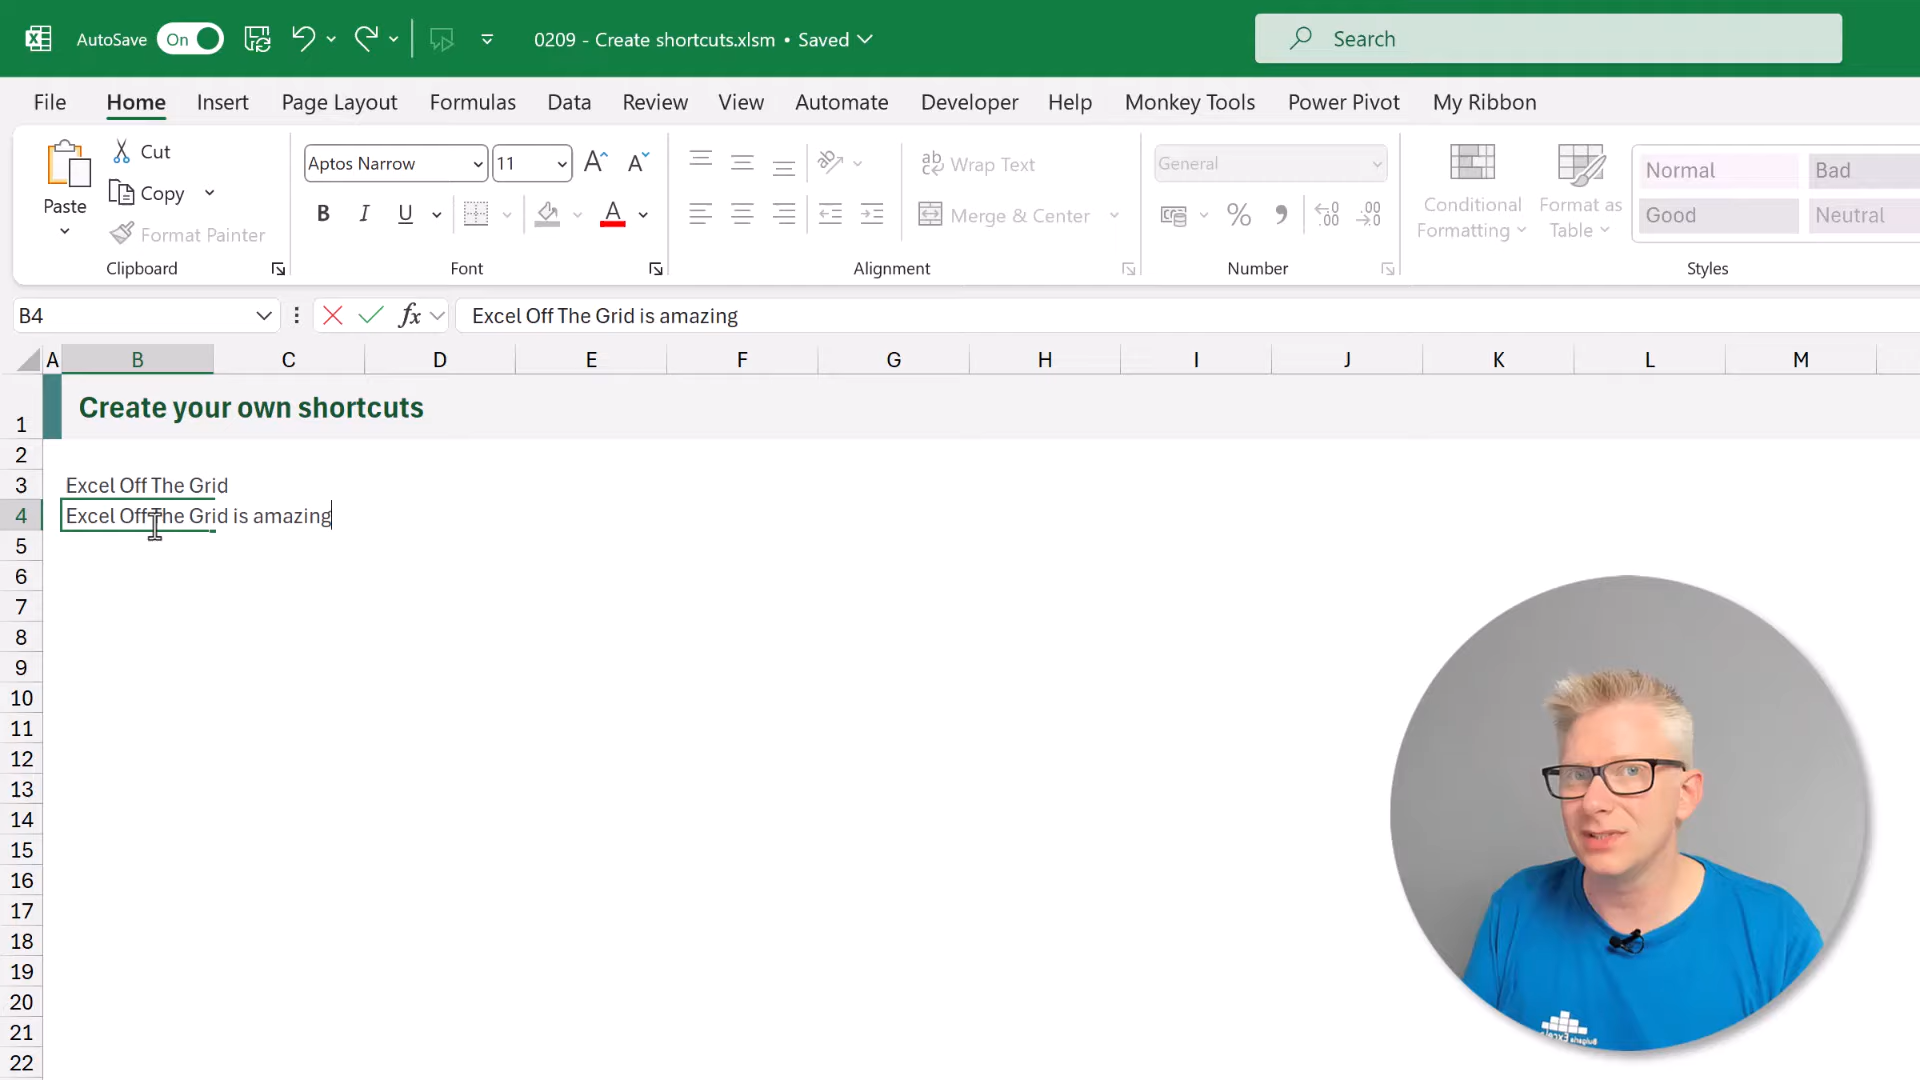 AutoSave On 0209 - Create shortcuts.xlsm • Saved Search
File Home Insert Page Layout Formulas Data Review View Automate Developer Help Monkey Tools Power Pivot My Ribbon
Paste
Cut
Copy
Format Painter
Clipboard
Aptos Narrow 11 A A
B I U A
Font
ab Wrap Text
Merge & Center
Alignment
General
% 9 .00 .00
Number
Conditional
Formatting
Format as
Table
Normal Bad
Good Neutral
Styles
B4 fx Excel Off The Grid is amazing
A B C D E F G H I J K L M
1 Create your own shortcuts
2
3 Excel Off The Grid
4 Excel Off The Grid is amazing
5
6
7
8
9
10
11
12
13
14
15
16
17
18
19
20
21
22